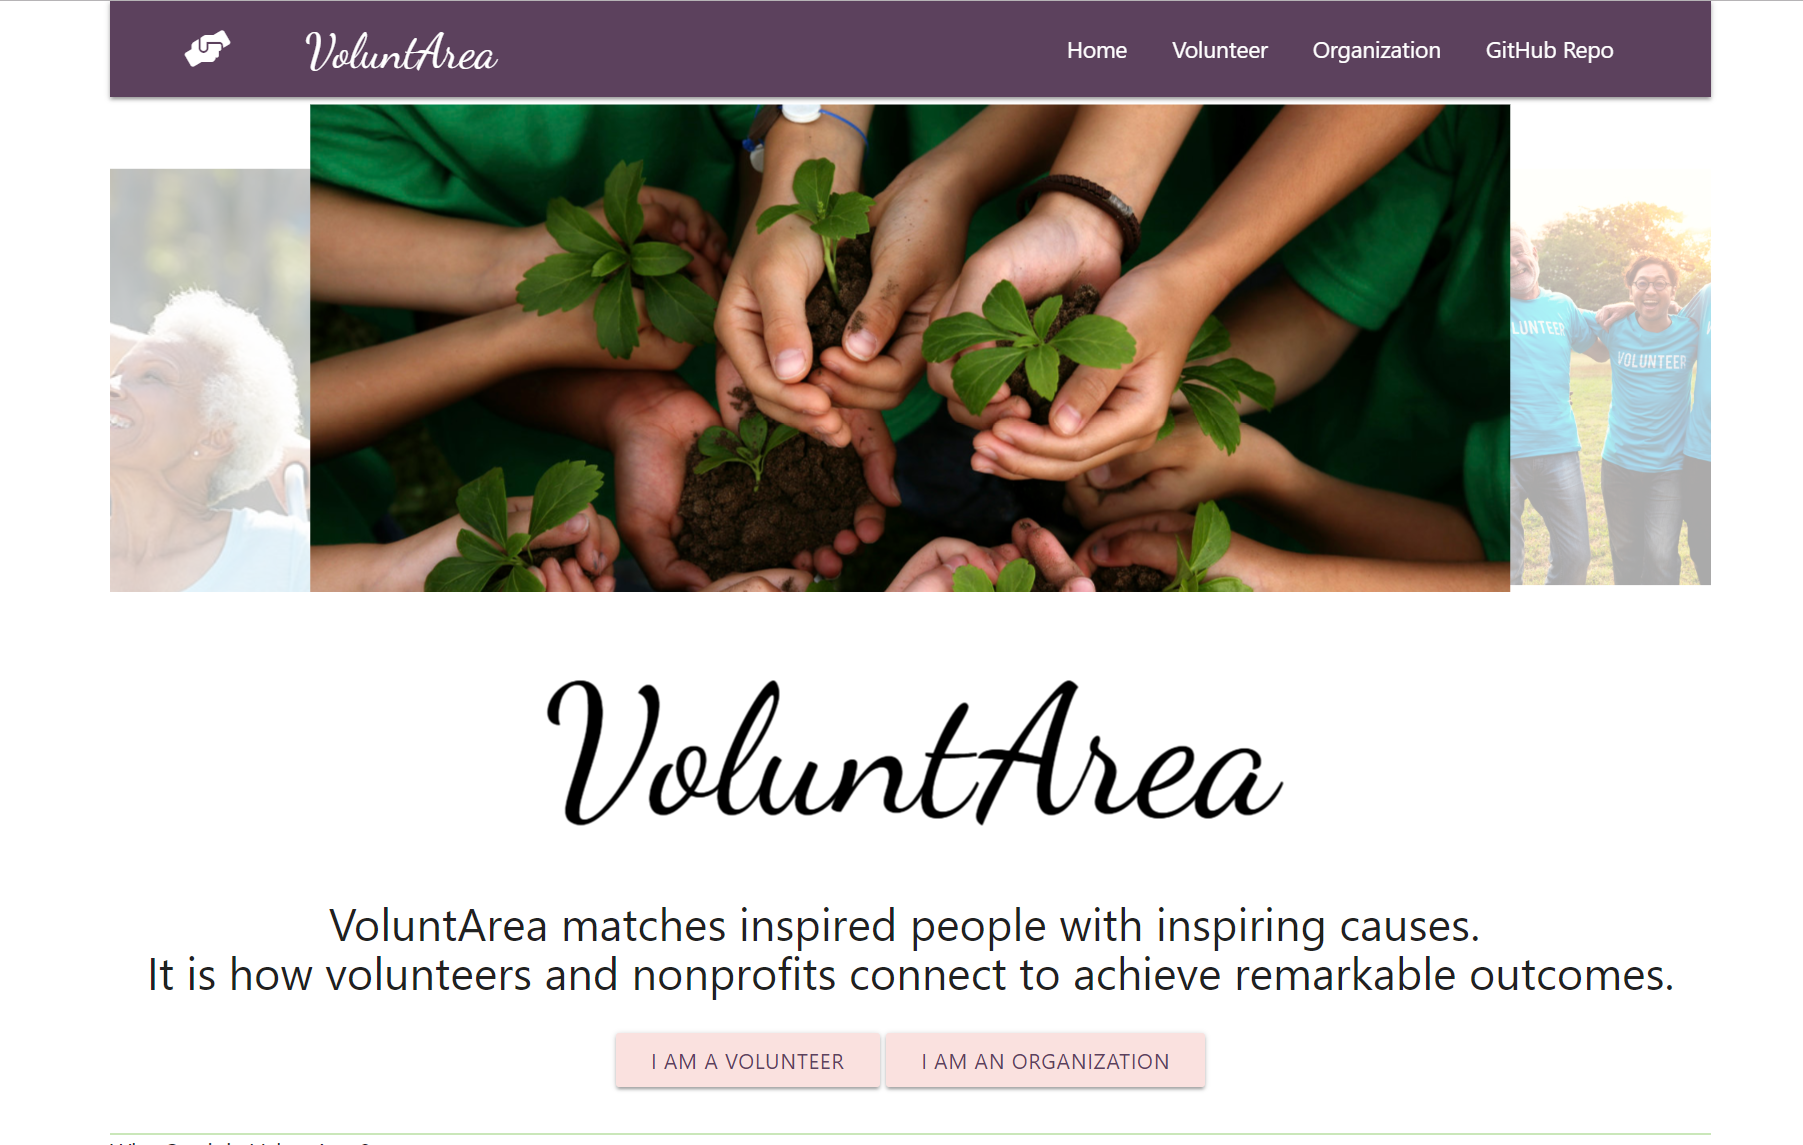 VoluntArea
Home Volunteer Organization GitHub Repo
LUNTEER
VOLUNTEER
VoluntArea
VoluntArea matches inspired people with inspiring causes.
It is how volunteers and nonprofits connect to achieve remarkable outcomes.
I AM A VOLUNTEER I AM AN ORGANIZATION